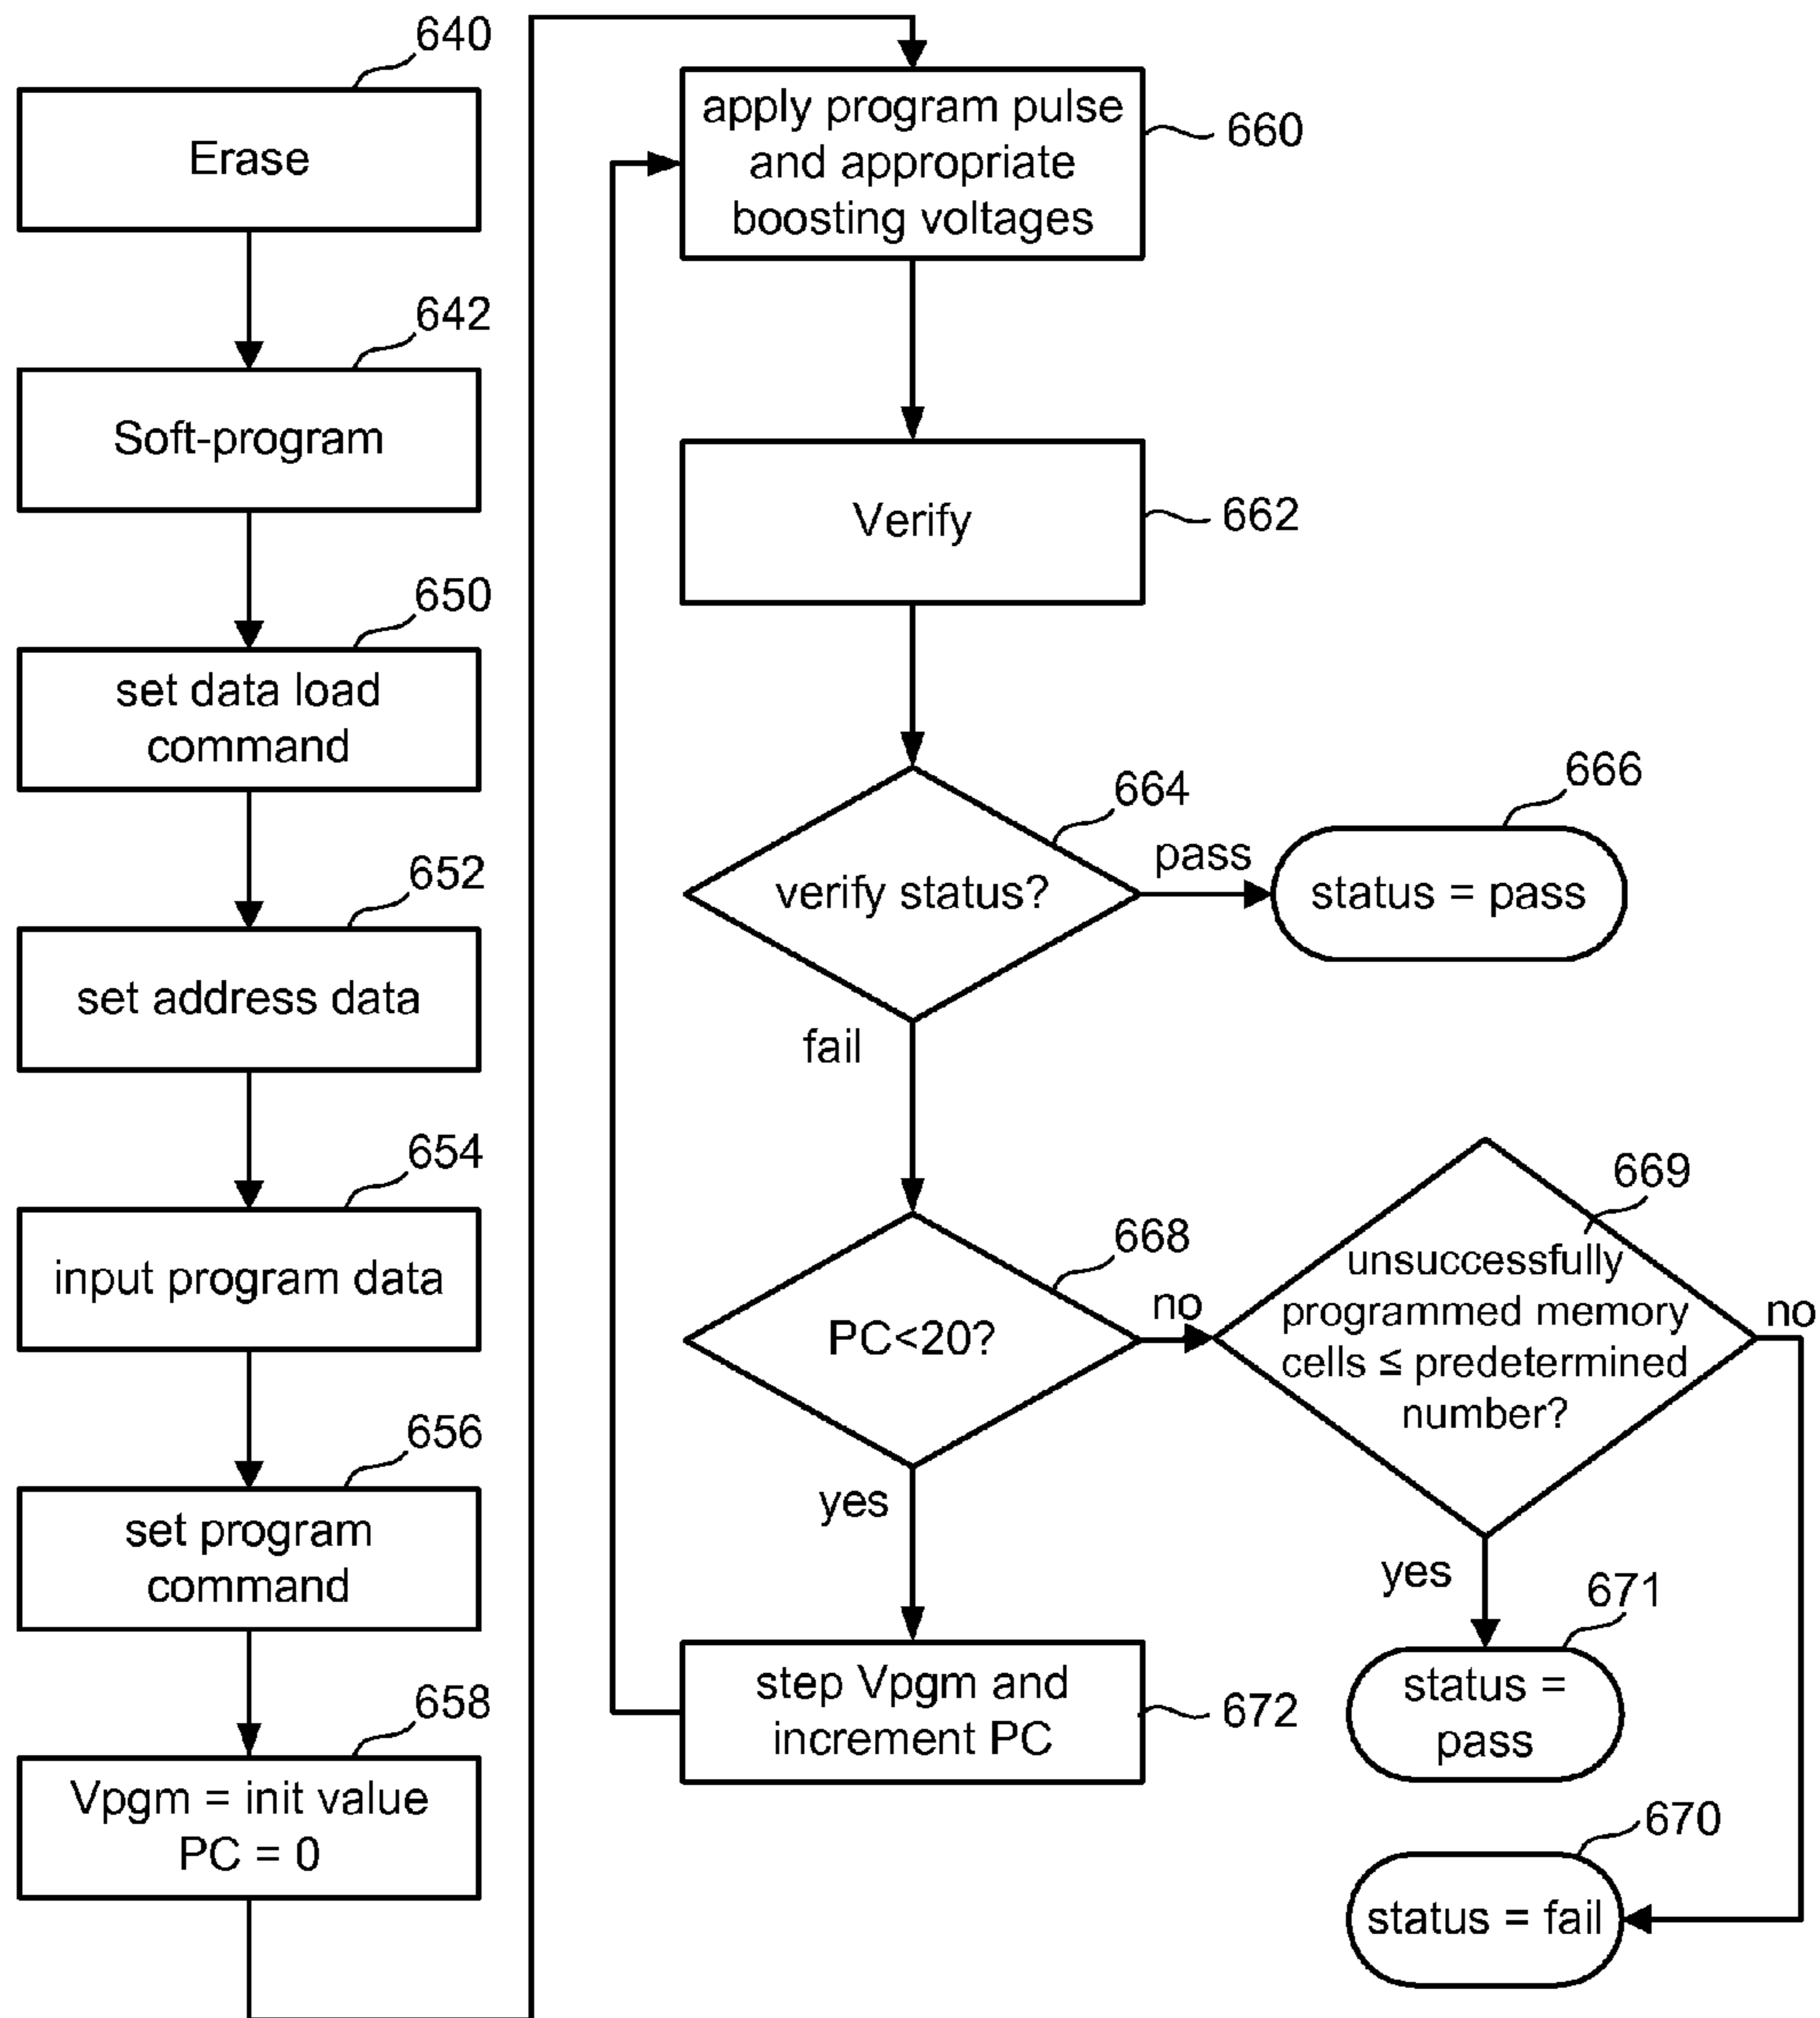 640
Erase
642
Soft-program
650
set data load
command
652
set address data
654
input program data
656
set program
command
658
Vpgm = init value
PC = 0
apply program pulse
and appropriate
boosting voltages
660
Verify
662
664
verify status?
pass
666
status = pass
fail
668
PC<20?
no
669
unsuccessfully
programmed memory
cells ≤ predetermined
number?
no
yes
yes
671
status =
pass
step Vpgm and
increment PC
672
670
status = fail